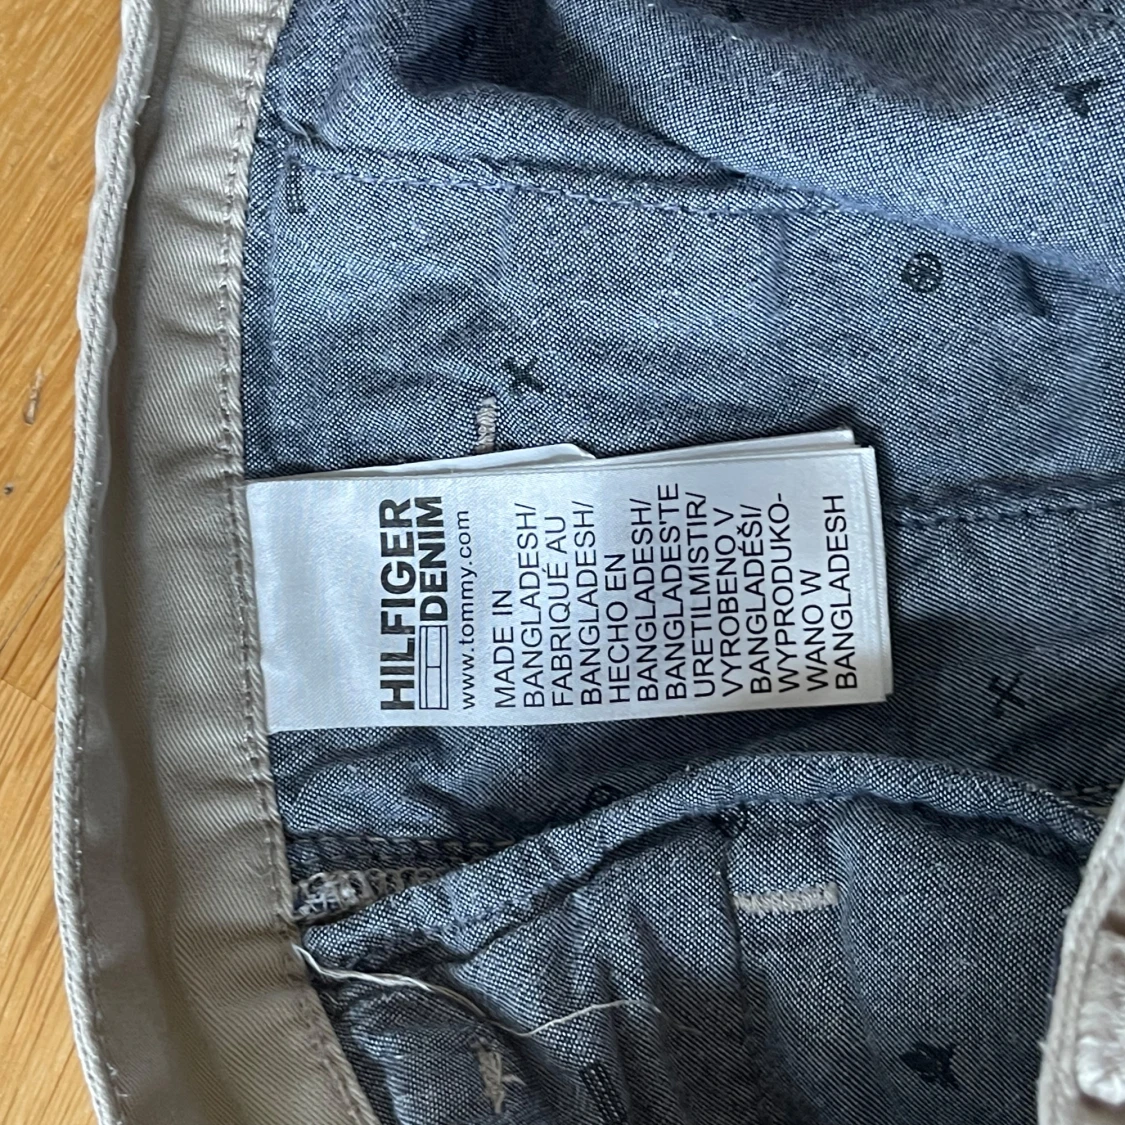 HILFIGER
DENIM
www.tommy.com
MADE IN
BANGLADESH/
FABRIQUÉ AU
BANGLADESH/
HECHO EN
BANGLADESH/
BANGLADEŞ'TE
URETILMISTIR/
VYROBENO V
BANGLADÉŠI/
WYPRODUKO-
WANO W
BANGLADESH